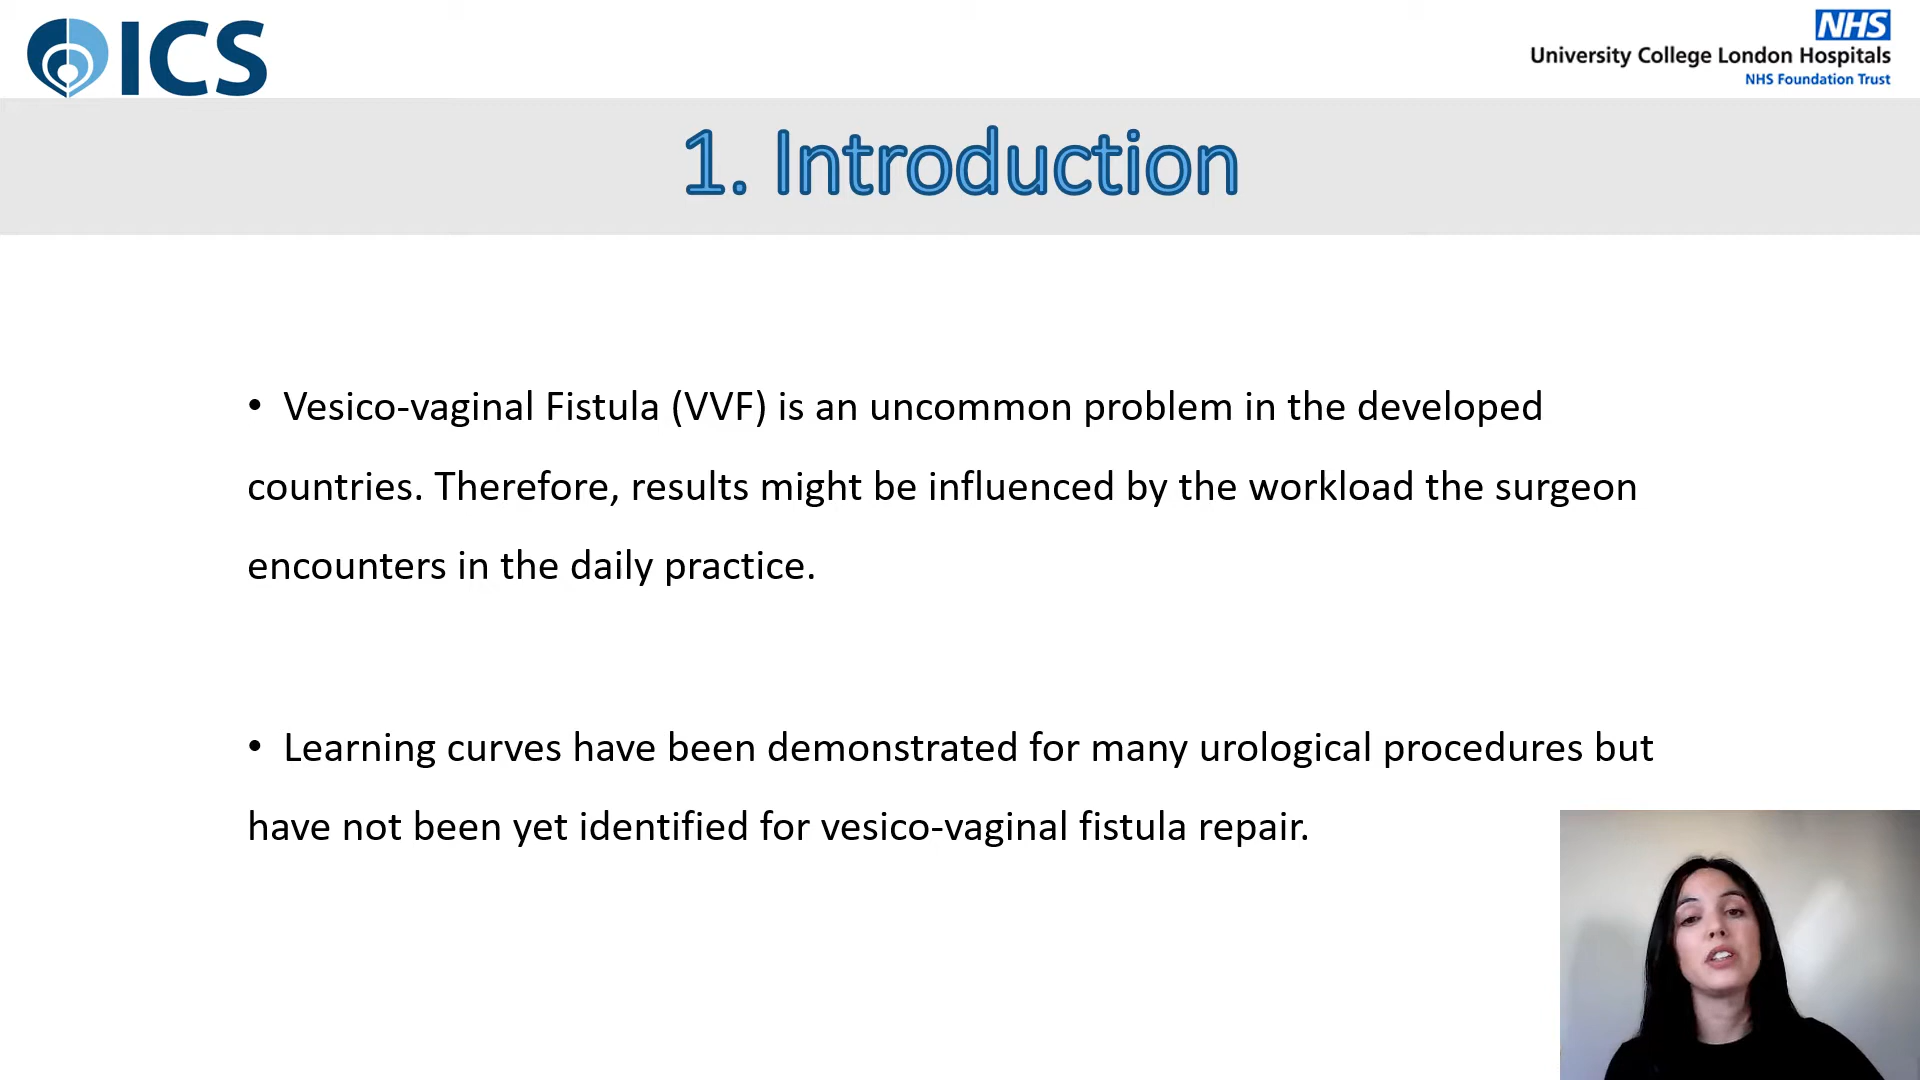 ICS
NHS
University College London Hospitals
NHS Foundation Trust
1. Introduction
• Vesico-vaginal Fistula (VVF) is an uncommon problem in the developed
countries. Therefore, results might be influenced by the workload the surgeon
encounters in the daily practice.
• Learning curves have been demonstrated for many urological procedures but
have not been yet identified for vesico-vaginal fistula repair.